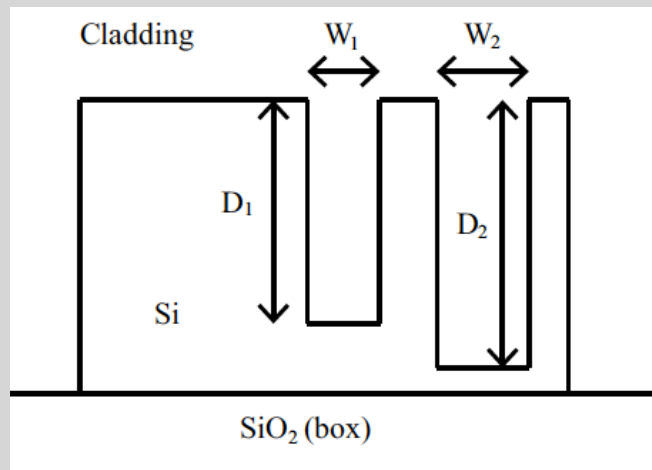 Cladding
W₁
W₂
D₁
D₂
Si
SiO₂ (box)